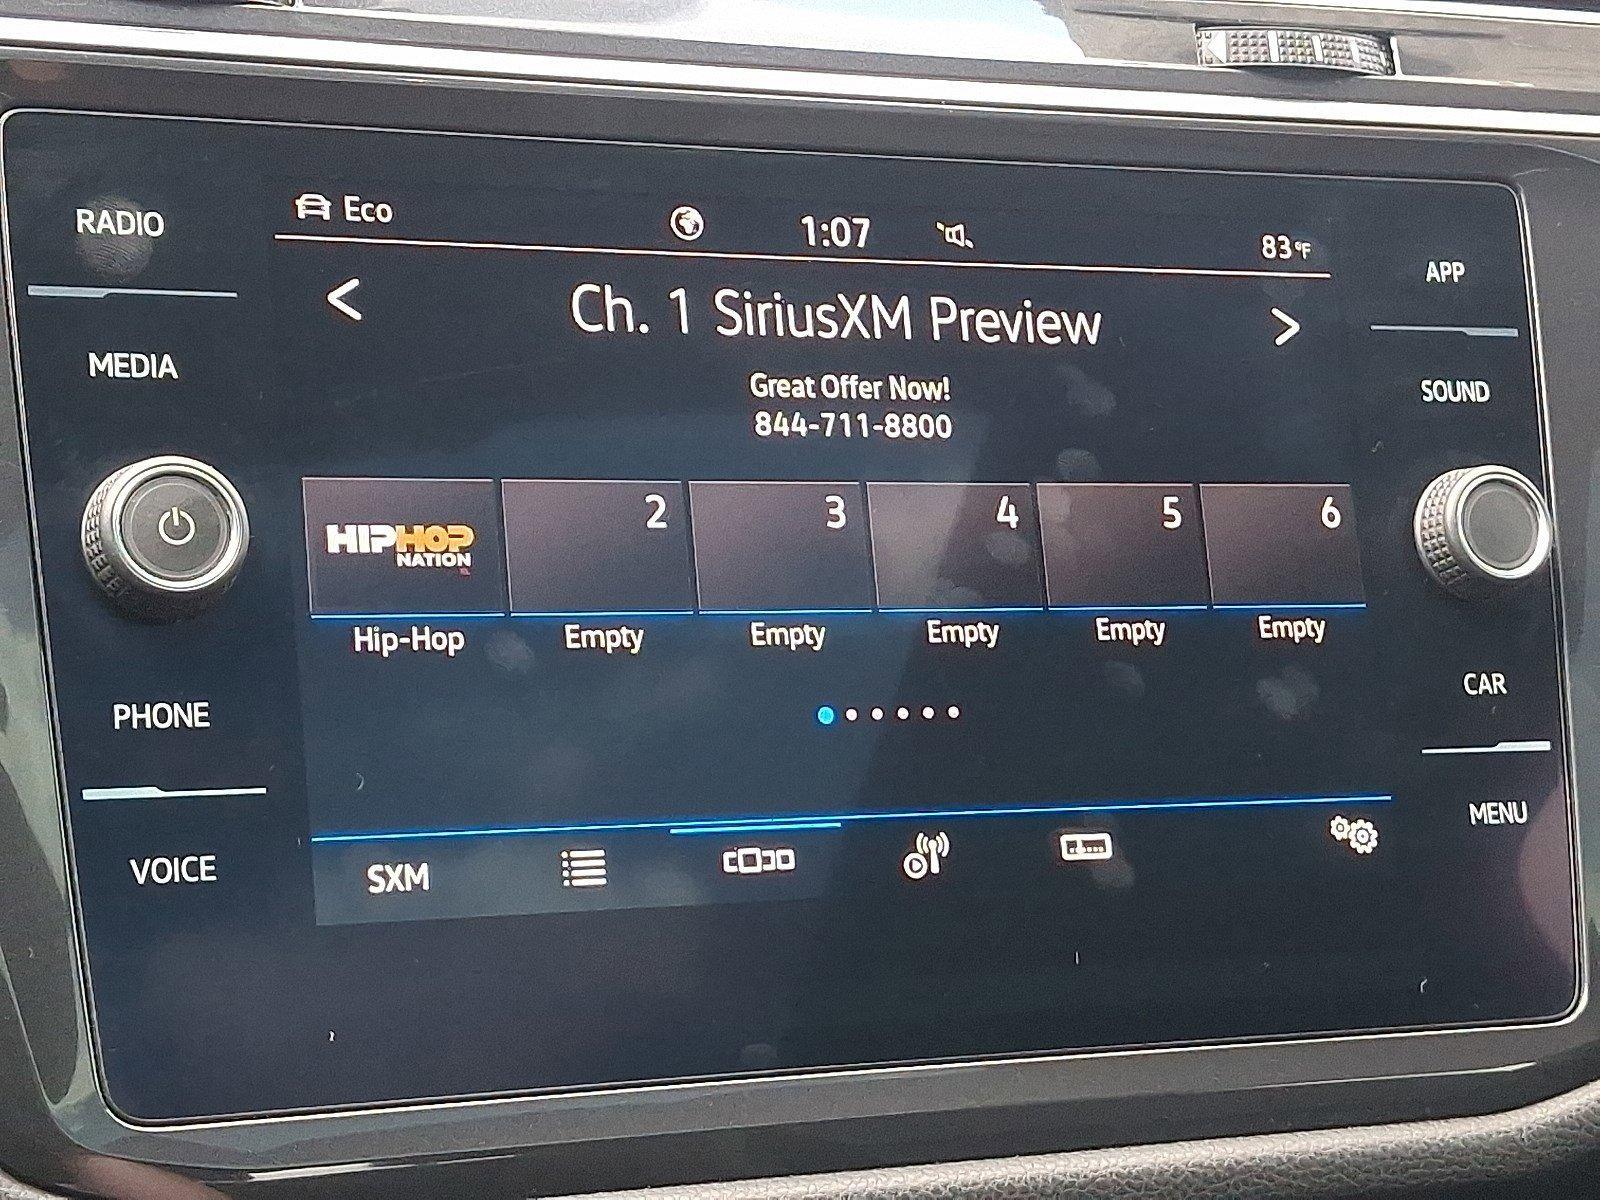 RADIO
Eco
1:07
83°F
APP
Ch. 1 SiriusXM Preview
MEDIA
Great Offer Now!
SOUND
844-711-8800
HIPHOP
NATION
2
3
4
5
6
Hip-Hop
Empty
Empty
Empty
Empty
Empty
PHONE
CAR
VOICE
SXM
MENU